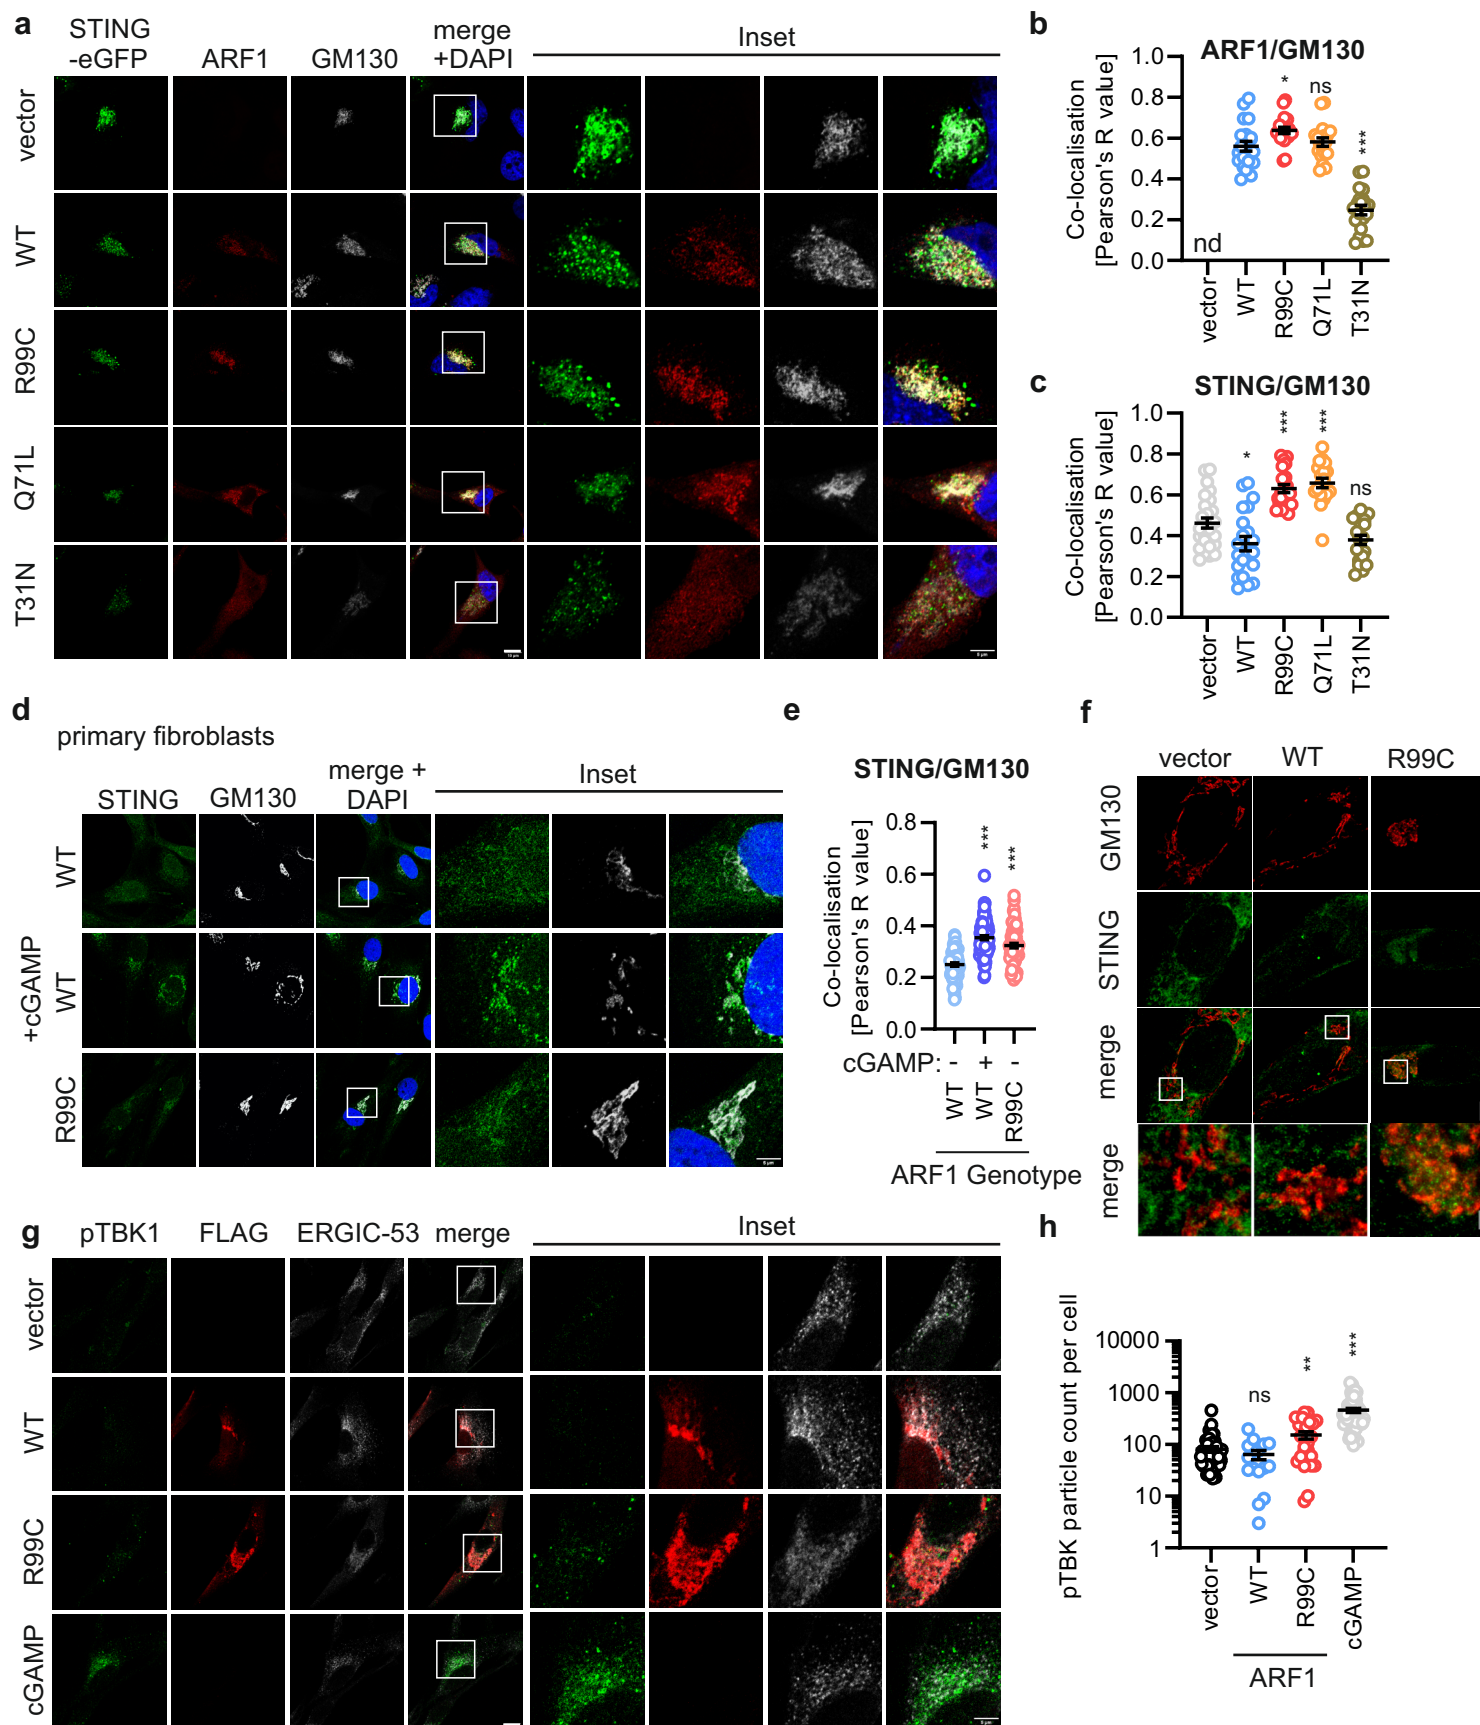 a
STING
-eGFP
ARF1
GM130
merge
+DAPI
Inset
vector
WT
R99C
Q71L
T31N
10 µm
b
ARF1/GM130
Co-localisation
[Pearson's R value]
1.0
0.8
0.6
0.4
0.2
0.0
nd
*
ns
***
vector
WT
R99C
Q71L
T31N
c
STING/GM130
Co-localisation
[Pearson's R value]
1.0
0.8
0.6
0.4
0.2
0.0
*
***
***
ns
vector
WT
R99C
Q71L
T31N
d
primary fibroblasts
STING
GM130
merge +
DAPI
Inset
WT
+cGAMP
WT
R99C
e
STING/GM130
Co-localisation
[Pearson's R value]
0.8
0.6
0.4
0.2
0.0
***
***
cGAMP: - + -
WT
WT
R99C
ARF1 Genotype
f
vector
WT
R99C
GM130
STING
merge
merge
g
pTBK1
FLAG
ERGIC-53
merge
Inset
vector
WT
R99C
cGAMP
h
pTBK particle count per cell
10000
1000
100
10
1
ns
**
***
vector
WT
R99C
cGAMP
ARF1